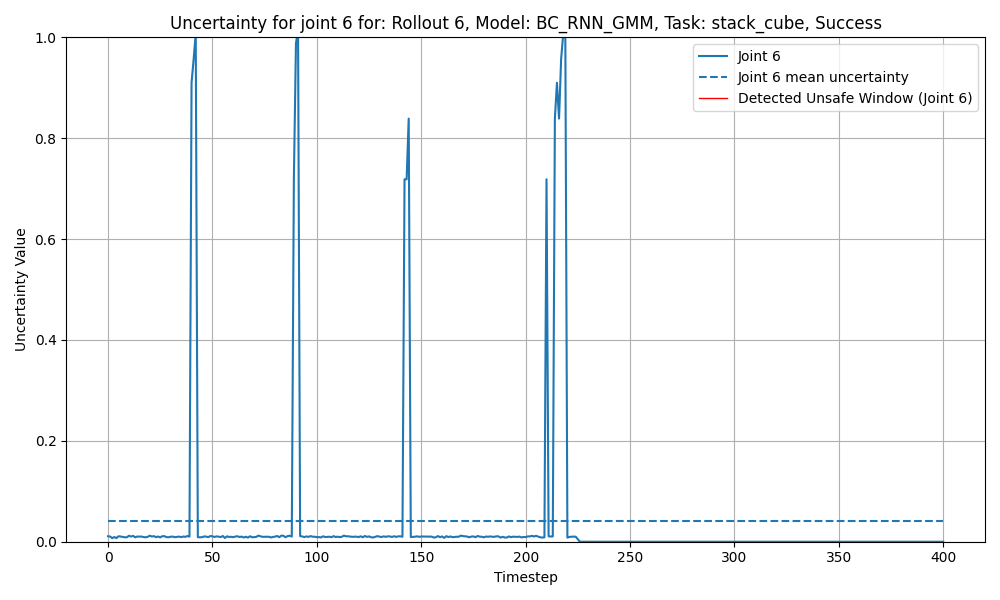 Uncertainty for joint 6 for: Rollout 6, Model: BC_RNN_GMM, Task: stack_cube, Success
Joint 6
Joint 6 mean uncertainty
Detected Unsafe Window (Joint 6)
Uncertainty Value
1.0
0.8
0.6
0.4
0.2
0.0
0 50 100 150 200 250 300 350 400
Timestep